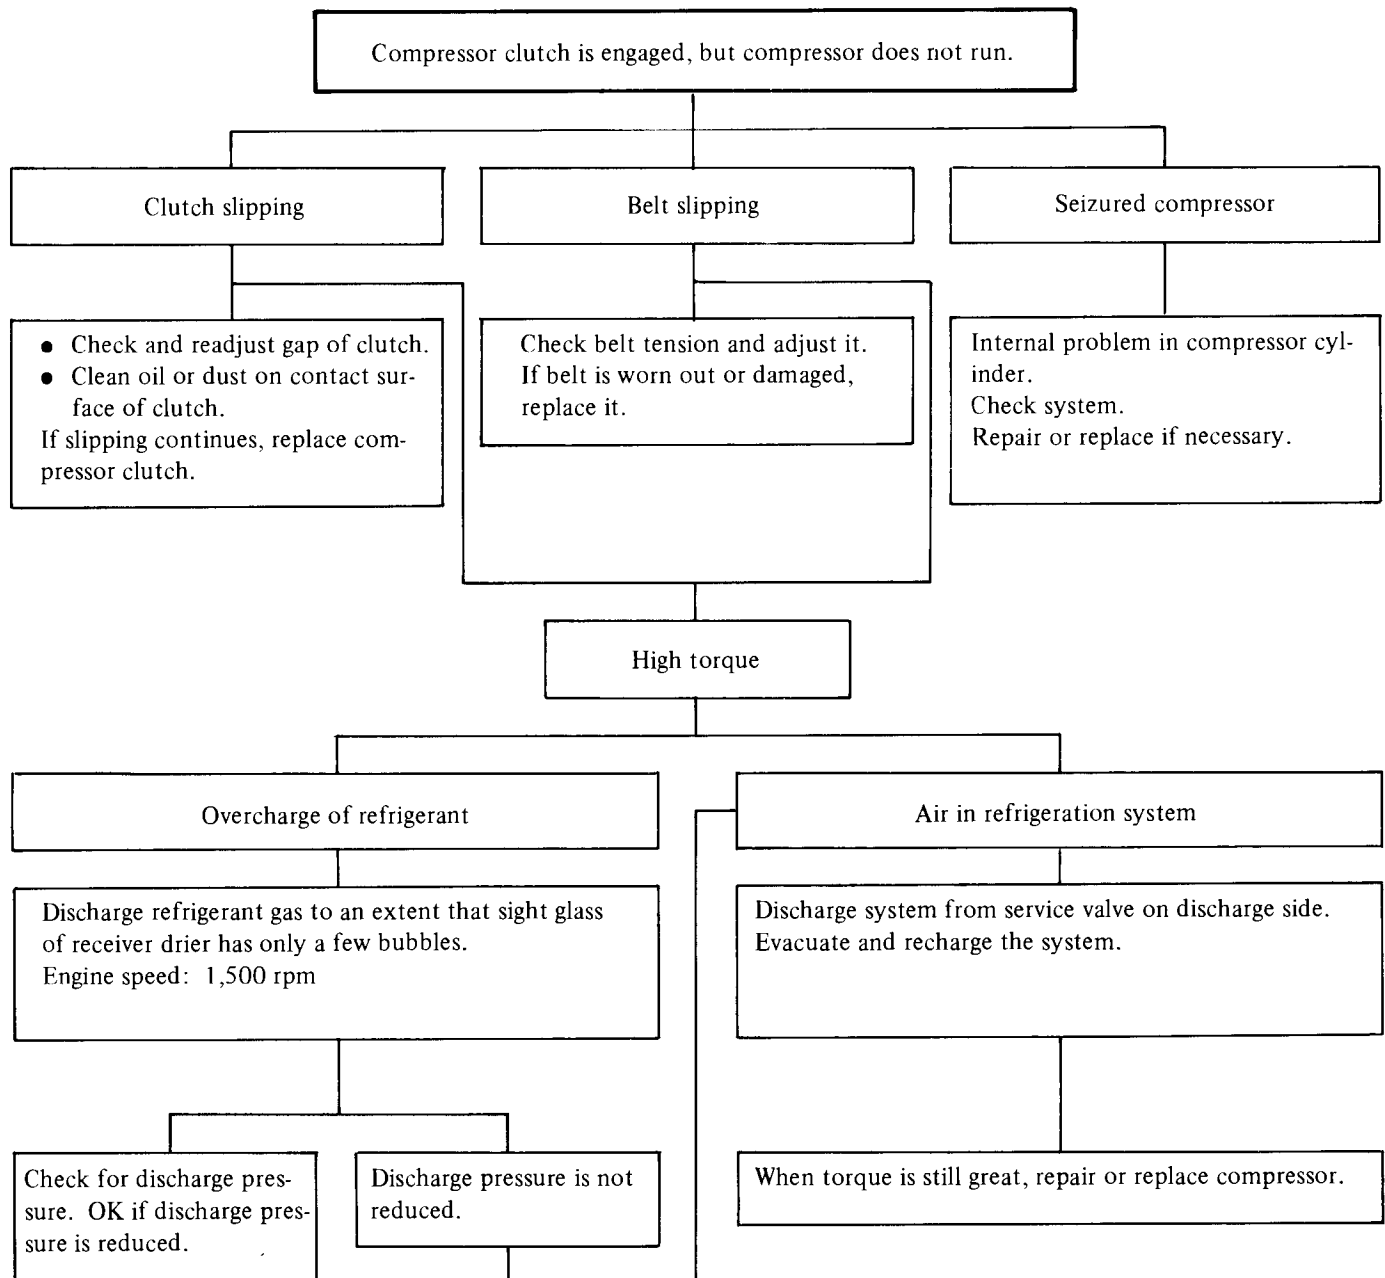 Compressor clutch is engaged, but compressor does not run.
Clutch slipping
Belt slipping
Seizured compressor
• Check and readjust gap of clutch.
• Clean oil or dust on contact sur-
face of clutch.
If slipping continues, replace com-
pressor clutch.
Check belt tension and adjust it.
If belt is worn out or damaged,
replace it.
Internal problem in compressor cyl-
inder.
Check system.
Repair or replace if necessary.
High torque
Overcharge of refrigerant
Air in refrigeration system
Discharge refrigerant gas to an extent that sight glass
of receiver drier has only a few bubbles.
Engine speed: 1,500 rpm
Discharge system from service valve on discharge side.
Evacuate and recharge the system.
Check for discharge pres-
sure. OK if discharge pres-
sure is reduced.
Discharge pressure is not
reduced.
When torque is still great, repair or replace compressor.